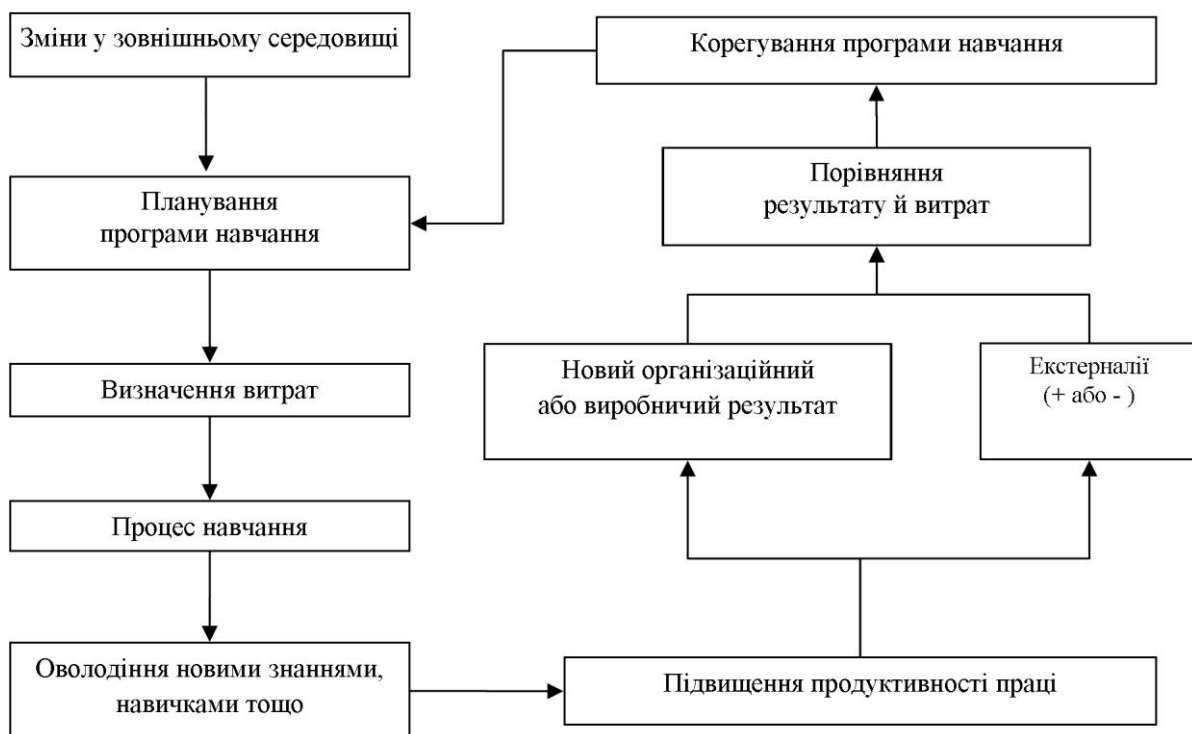 Зміни у зовнішньому середовищі
Корегування програми навчання
Планування
програми навчання
Порівняння
результату й витрат
Визначення витрат
Новий організаційний
або виробничий результат
Екстерналії
(+ або - )
Процес навчання
Оволодіння новими знаннями,
навичками тощо
Підвищення продуктивності праці